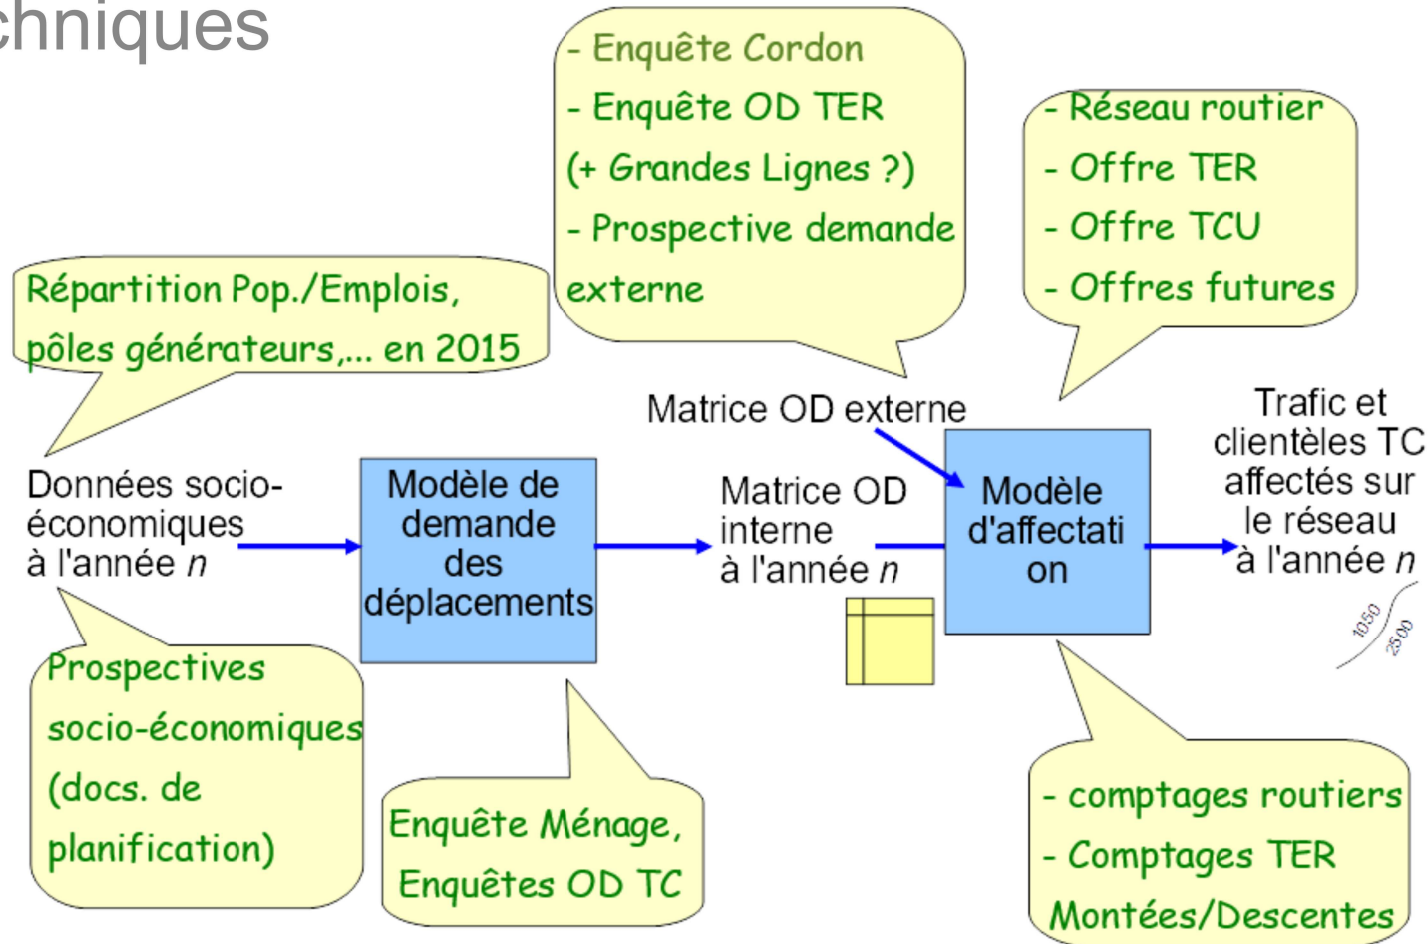 chniques
- Enquête Cordon
- Enquête OD TER
(+ Grandes Lignes ?)
- Prospective demande
externe
- Réseau routier
- Offre TER
- Offre TCU
- Offres futures
Répartition Pop./Emplois,
pôles générateurs,... en 2015
Matrice OD externe
Données socio-
économiques
à l'année n
Modèle de
demande
des
déplacements
Matrice OD
interne
à l'année n
Modèle
d'affectati
on
Trafic et
clientèles TC
affectés sur
le réseau
à l'année n
1050
2500
Prospectives
socio-économiques
(docs. de
planification)
Enquête Ménage,
Enquêtes OD TC
- comptages routiers
- Comptages TER
Montées/Descentes